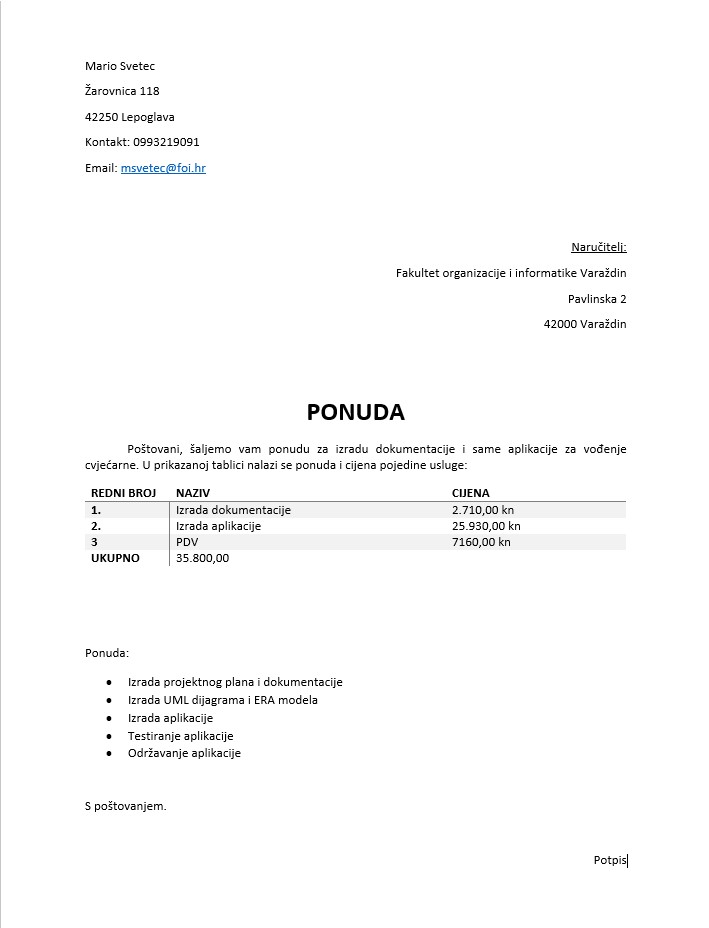 Mario Svetec
Žarovnica 118
42250 Lepoglava
Kontakt: 0993219091
Email: msvetec@foi.hr
Naručitelj:
Fakultet organizacije i informatike Varaždin
Pavlinska 2
42000 Varaždin
PONUDA
Poštovani, šaljemo vam ponudu za izradu dokumentacije i same aplikacije za vođenje
cvjećarne. U prikazanoj tablici nalazi se ponuda i cijena pojedine usluge:
REDNI BROJ NAZIV CIJENA
1. Izrada dokumentacije 2.710,00 kn
2. Izrada aplikacije 25.930,00 kn
3 PDV 7160,00 kn
UKUPNO 35.800,00
Ponuda:
• Izrada projektnog plana i dokumentacije
• Izrada UML dijagrama i ERA modela
• Izrada aplikacije
• Testiranje aplikacije
• Održavanje aplikacije
S poštovanjem.
Potpis